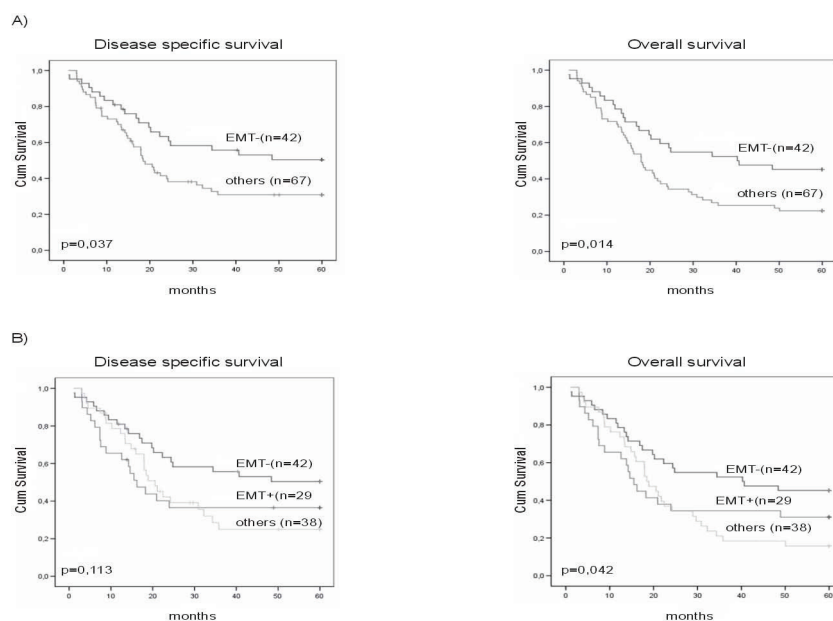 A)
Disease specific survival
Overall survival
Cum Survival
1,0
0,8
0,6
0,4
0,2
0,0
EMT-(n=42)
others (n=67)
p=0,037
0 10 20 30 40 50 60
months
Cum Survival
1,0
0,8
0,6
0,4
0,2
0,0
EMT-(n=42)
others (n=67)
p=0,014
0 10 20 30 40 50 60
months
B)
Disease specific survival
Overall survival
Cum Survival
1,0
0,8
0,6
0,4
0,2
0,0
EMT-(n=42)
EMT+(n=29
others (n=38)
p=0,113
0 10 20 30 40 50 60
months
Cum Survival
1,0
0,8
0,6
0,4
0,2
0,0
EMT-(n=42)
EMT+(n=29
others (n=38)
p=0,042
0 10 20 30 40 50 60
months